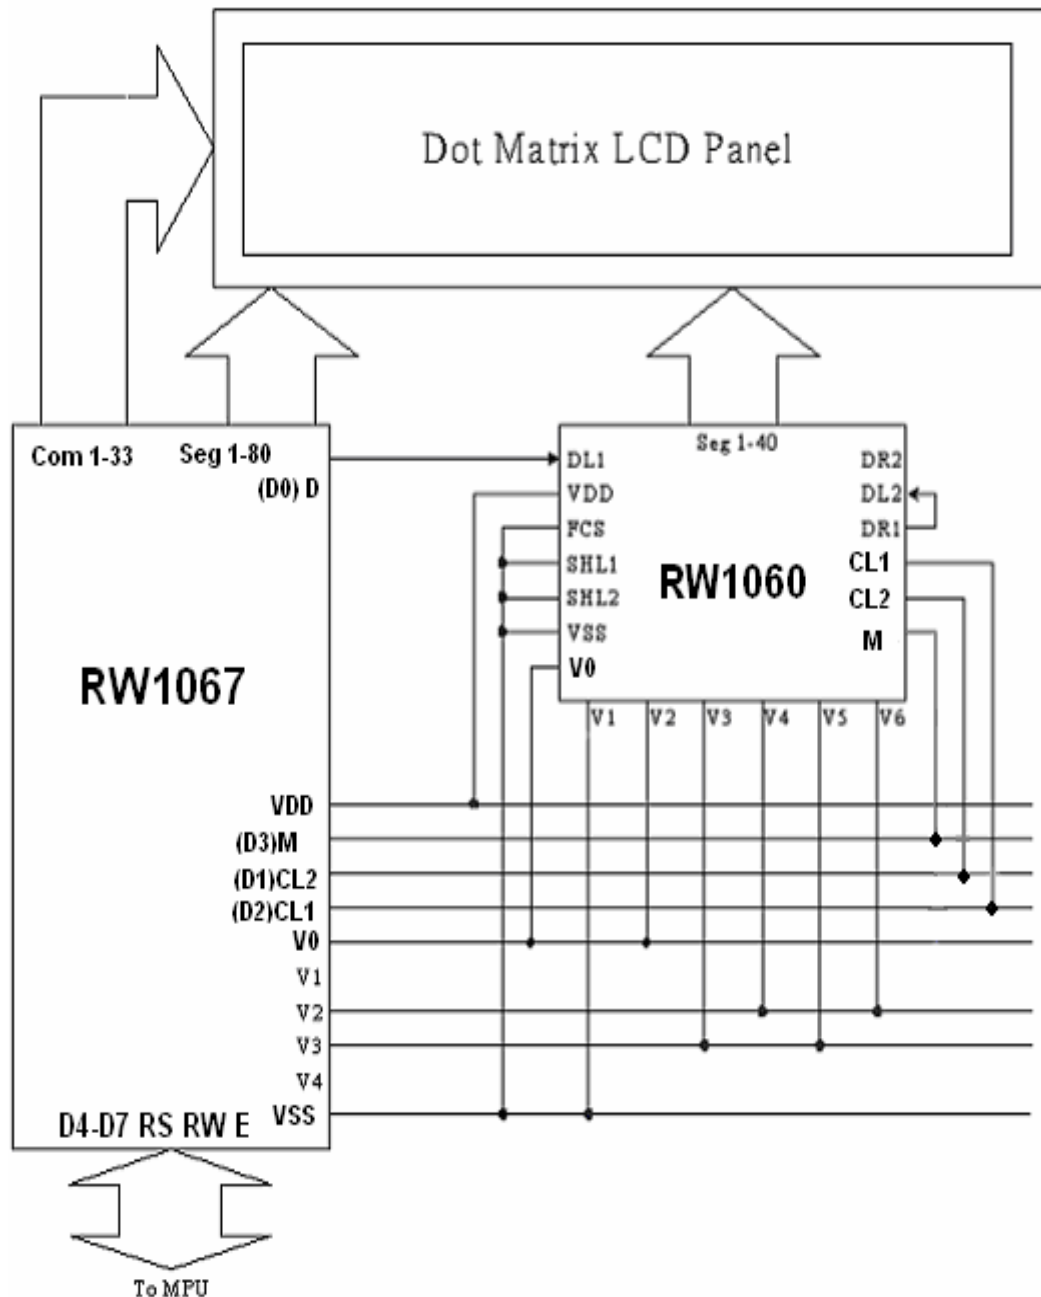 Dot Matrix LCD Panel
Com 1-33
Seg 1-80
(D0) D
RW1067
VDD
(D3)M
(D1)CL2
(D2)CL1
V0
V1
V2
V3
V4
VSS
D4-D7 RS RW E
To MPU
Seg 1-40
DL1
VDD
FCS
SHL1
SHL2
VSS
V0
RW1060
DR2
DL2
DR1
CL1
CL2
M
V1
V2
V3
V4
V5
V6